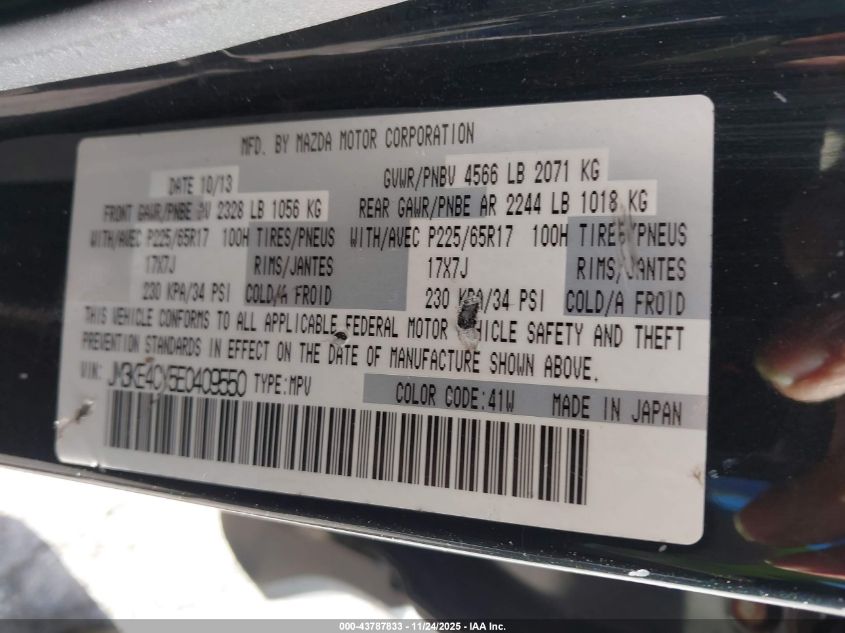 MFD. BY MAZDA MOTOR CORPORATION
DATE 10/13 GVWR/PNBV 4566 LB 2071 KG
FRONT GAWR/PNBE AV 2328 LB 1056 KG REAR GAWR/PNBE AR 2244 LB 1018 KG
WITH/AVEC P225/65R17 100H TIRES/PNEUS WITH/AVEC P225/65R17 100H TIRES/PNEUS
17X7J RIMS/JANTES 17X7J RIMS/JANTES
230 KPA/34 PSI COLD/A FROID 230 KPA/34 PSI COLD/A FROID
THIS VEHICLE CONFORMS TO ALL APPLICABLE FEDERAL MOTOR VEHICLE SAFETY AND THEFT
PREVENTION STANDARDS IN EFFECT ON THE DATE OF MANUFACTURE SHOWN ABOVE.
VIN: JM3KE4CY5E0409550 TYPE:MPV
COLOR CODE:41W MADE IN JAPAN
000-43787833 - 11/24/2025 - IAA Inc.